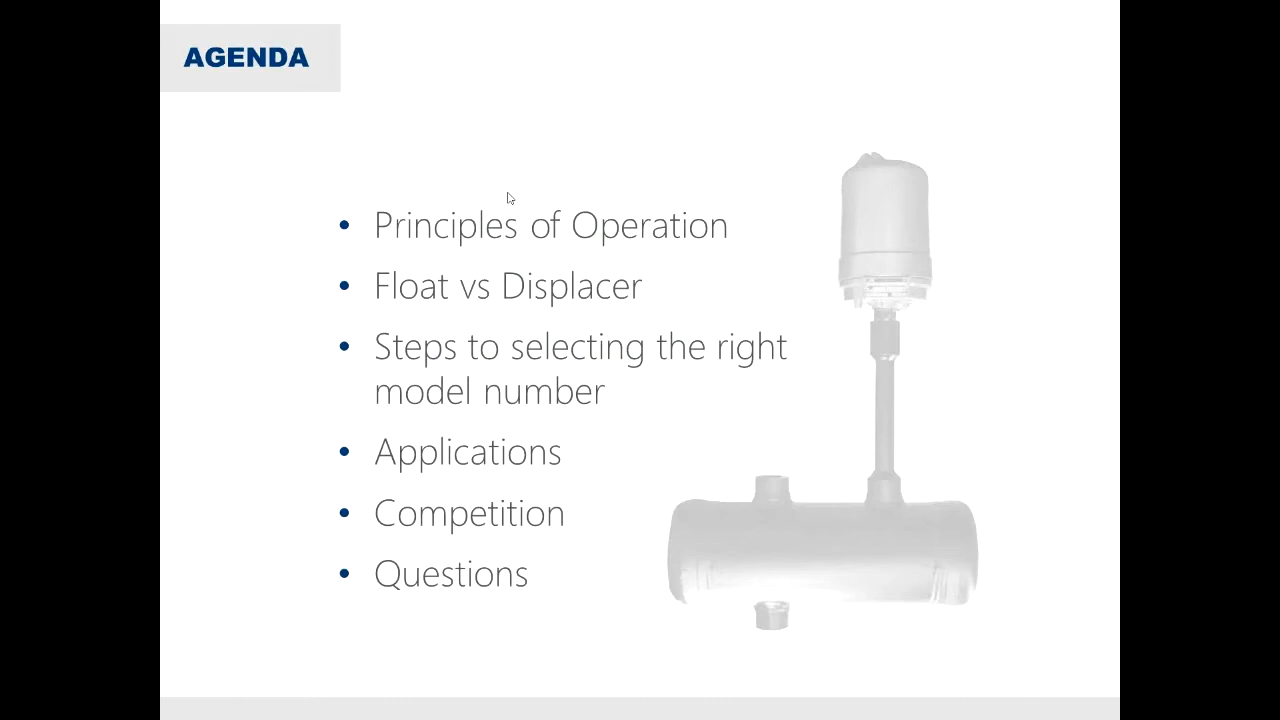 AGENDA
• Principles of Operation
• Float vs Displacer
• Steps to selecting the right
model number
• Applications
• Competition
• Questions